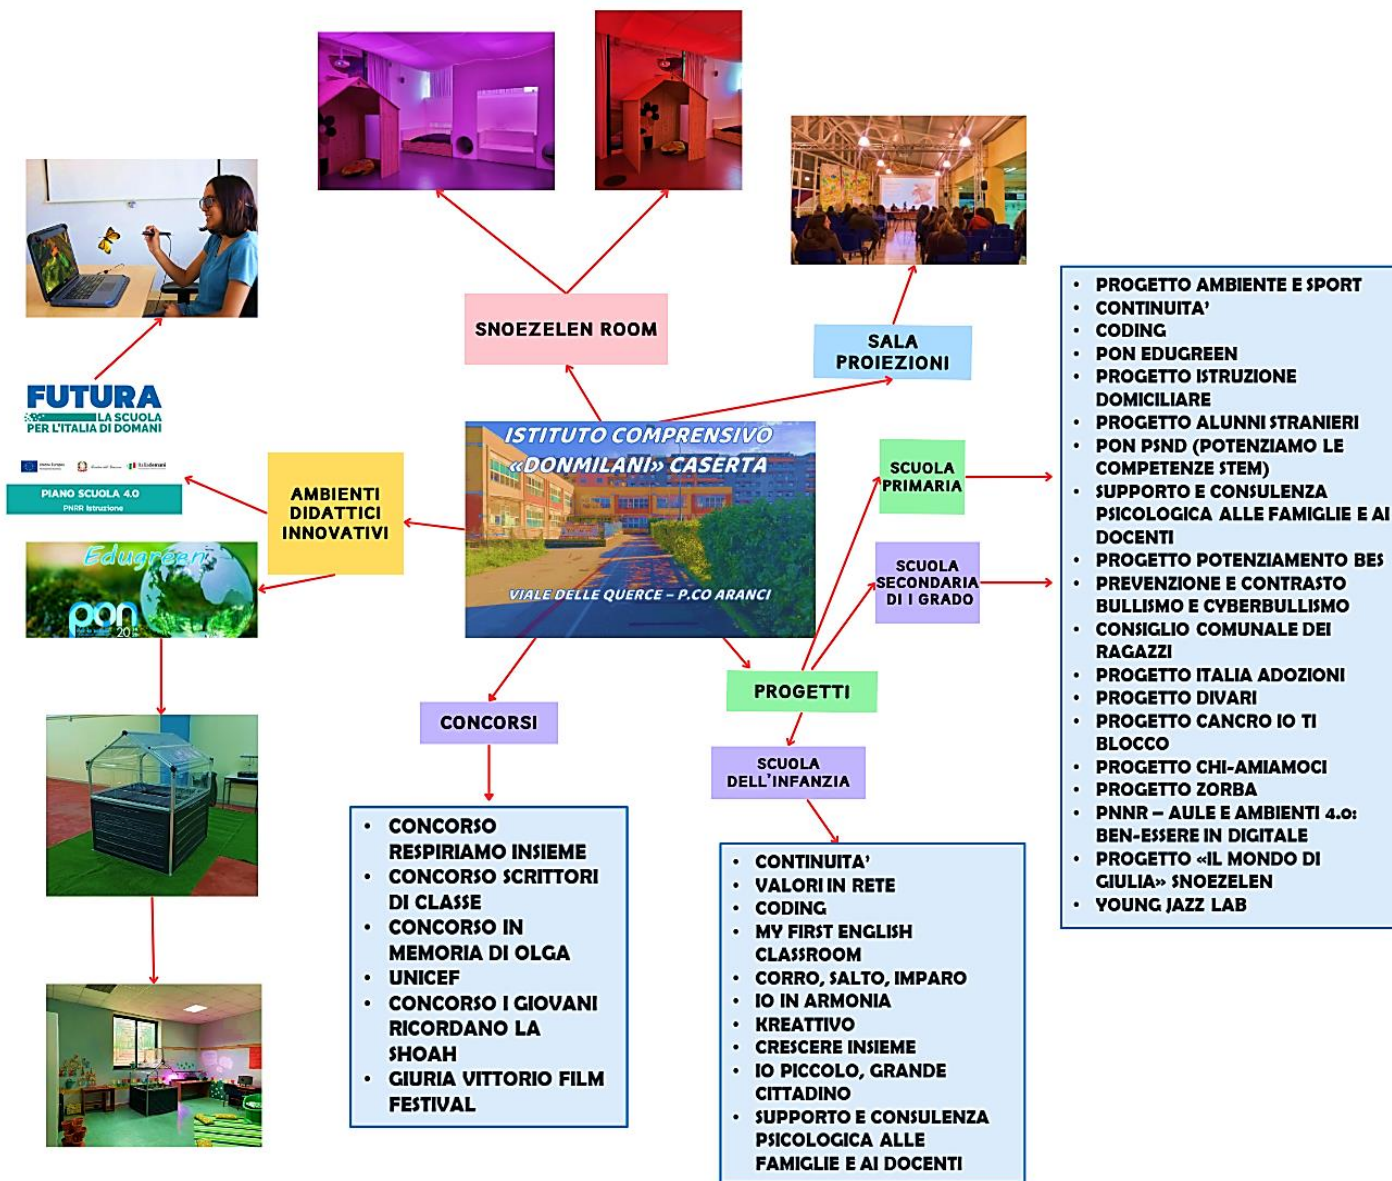 SNOEZELEN ROOM
SALA
PROIEZIONI
FUTURA
LA SCUOLA
PER L'ITALIA DI DOMANI
PIANO SCUOLA 4.0
PNRR Istruzione
Edugreen
pon
20
AMBIENTI
DIDATTICI
INNOVATIVI
ISTITUTO COMPRENSIVO
«DONMILANI» CASERTA
VIALE DELLE QUERCE – P.CO ARANCI
SCUOLA
PRIMARIA
SCUOLA
SECONDARIA
DI I GRADO
PROGETTI
CONCORSI
SCUOLA
DELL'INFANZIA
• CONCORSO
RESPIRIAMO INSIEME
• CONCORSO SCRITTORI
DI CLASSE
• CONCORSO IN
MEMORIA DI OLGA
• UNICEF
• CONCORSO I GIOVANI
RICORDANO LA
SHOAH
• GIURIA VITTORIO FILM
FESTIVAL
• CONTINUITA'
• VALORI IN RETE
• CODING
• MY FIRST ENGLISH
CLASSROOM
• CORRO, SALTO, IMPARO
• IO IN ARMONIA
• KREATTIVO
• CRESCERE INSIEME
• IO PICCOLO, GRANDE
CITTADINO
• SUPPORTO E CONSULENZA
PSICOLOGICA ALLE
FAMIGLIE E AI DOCENTI
• PROGETTO AMBIENTE E SPORT
• CONTINUITA'
• CODING
• PON EDUGREEN
• PROGETTO ISTRUZIONE
DOMICILIARE
• PROGETTO ALUNNI STRANIERI
• PON PSND (POTENZIAMO LE
COMPETENZE STEM)
• SUPPORTO E CONSULENZA
PSICOLOGICA ALLE FAMIGLIE E AI
DOCENTI
• PROGETTO POTENZIAMENTO BES
• PREVENZIONE E CONTRASTO
BULLISMO E CYBERBULLISMO
• CONSIGLIO COMUNALE DEI
RAGAZZI
• PROGETTO ITALIA ADOZIONI
• PROGETTO DIVARI
• PROGETTO CANCRO IO TI
BLOCCO
• PROGETTO CHI-AMIAMOCI
• PROGETTO ZORBA
• PNNR – AULE E AMBIENTI 4.0:
BEN-ESSERE IN DIGITALE
• PROGETTO «IL MONDO DI
GIULIA» SNOEZELEN
• YOUNG JAZZ LAB